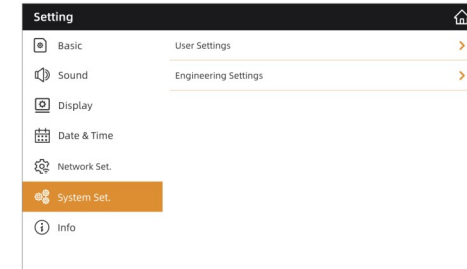 Setting
Basic
User Settings
Sound
Engineering Settings
Display
Date & Time
Network Set.
System Set.
Info